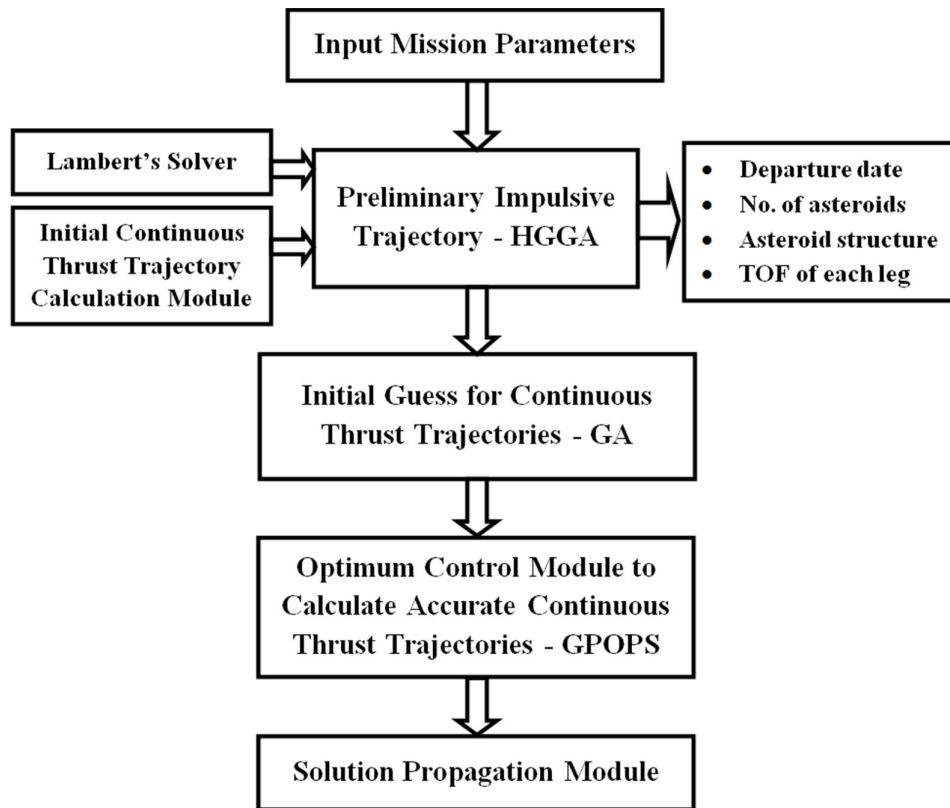 Input Mission Parameters
Lambert's Solver
Initial Continuous
Thrust Trajectory
Calculation Module
Preliminary Impulsive
Trajectory - HGGA
• Departure date
• No. of asteroids
• Asteroid structure
• TOF of each leg
Initial Guess for Continuous
Thrust Trajectories - GA
Optimum Control Module to
Calculate Accurate Continuous
Thrust Trajectories - GPOPS
Solution Propagation Module